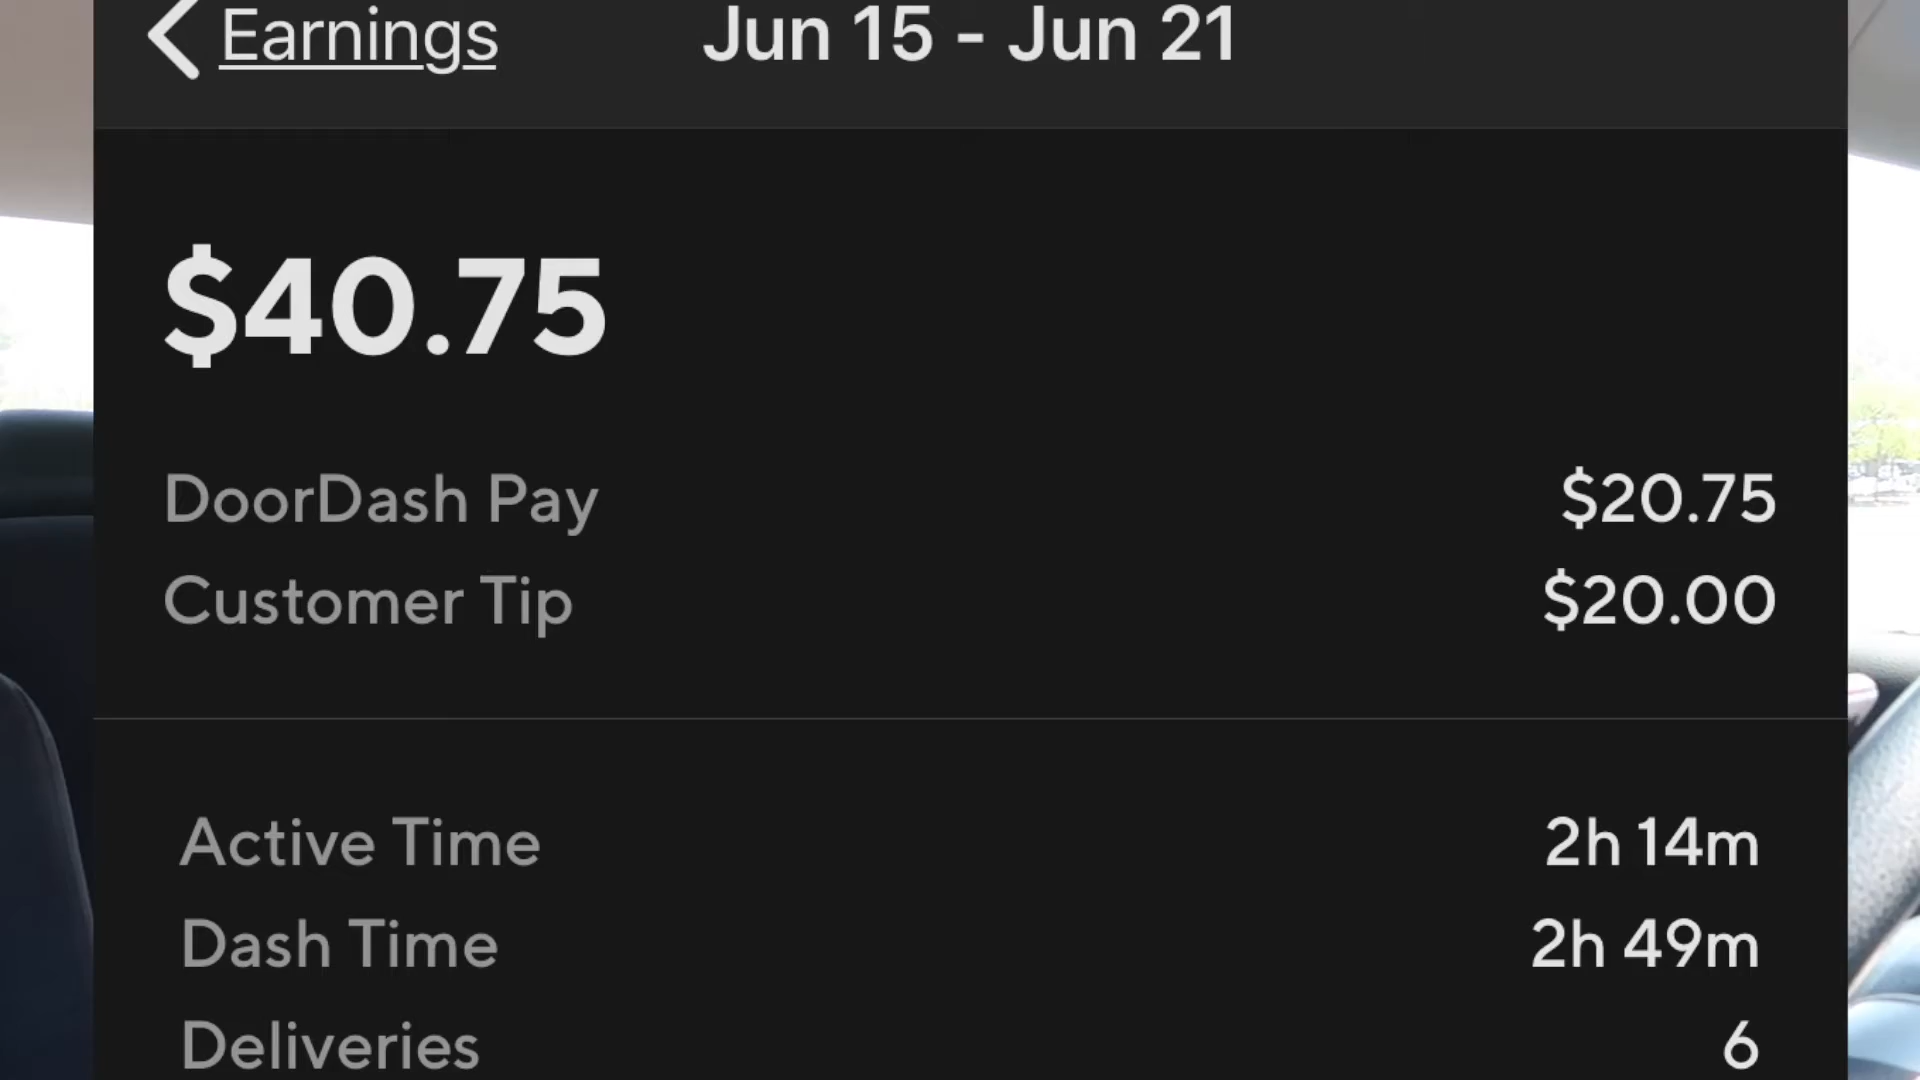 Earnings Jun 15 - Jun 21
$40.75
DoorDash Pay $20.75
Customer Tip $20.00
Active Time 2h 14m
Dash Time 2h 49m
Deliveries 6